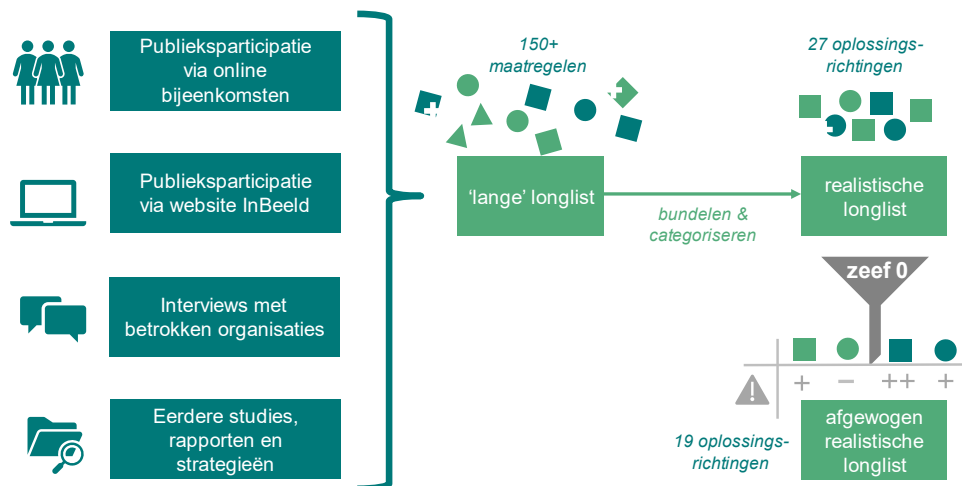 Publieksparticipatie
via online
bijeenkomsten
Publieksparticipatie
via website InBeeld
Interviews met
betrokken organisaties
Eerdere studies,
rapporten en
strategieën
150+
maatregelen
'lange' longlist
bundelen &
categoriseren
27 oplossings-
richtingen
realistische
longlist
zeef 0
+ − ++ +
19 oplossings-
richtingen
afgewogen
realistische
longlist